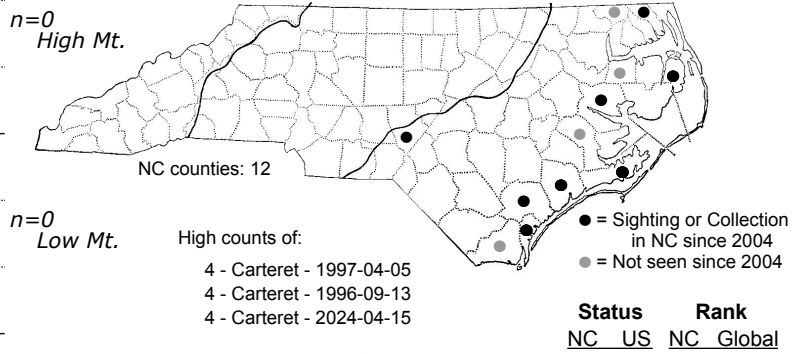 n=0
High Mt.
NC counties: 12
n=0
Low Mt.
High counts of:
4 - Carteret - 1997-04-05
4 - Carteret - 1996-09-13
4 - Carteret - 2024-04-15
= Sighting or Collection
in NC since 2004
= Not seen since 2004
Status Rank
NC US NC Global